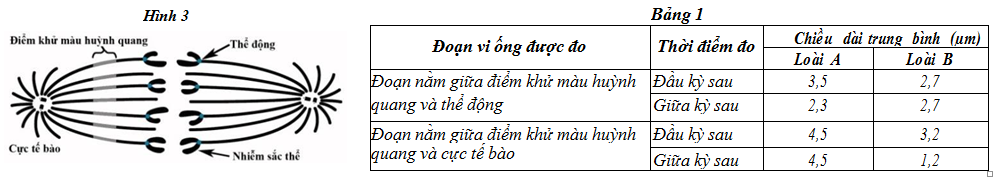 Hình 3
Điểm khử màu huỳnh quang
Thể động
Cực tế bào
Nhiễm sắc thể
Bảng 1
Đoạn vi ống được đo
Thời điểm đo
Chiều dài trung bình (µm)
Loài A
Loài B
Đoạn nằm giữa điểm khử màu huỳnh
quang và thể động
Đầu kỳ sau
3,5
2,7
Giữa kỳ sau
2,3
2,7
Đoạn nằm giữa điểm khử màu huỳnh
quang và cực tế bào
Đầu kỳ sau
4,5
3,2
Giữa kỳ sau
4,5
1,2